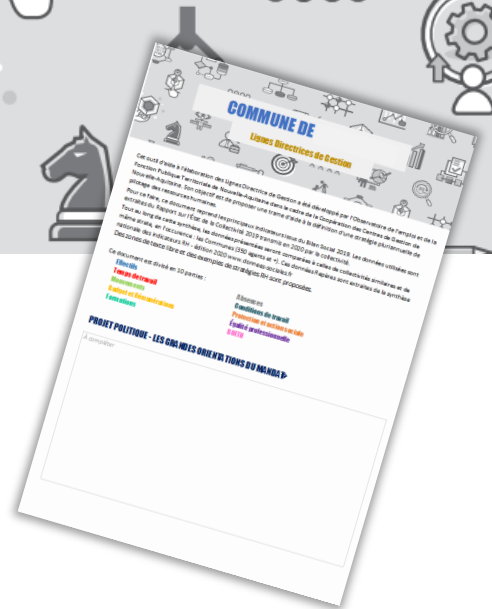 COMMUNE DE
Lignes Directrices de Gestion
Cet outil d'aide à l'élaboration des Lignes Directrice de Gestion a été développé par l'Observatoire de l'emploi et de la
Fonction Publique Territoriale de Nouvelle-Aquitaine dans le cadre de la Coopération des Centres de Gestion de
Nouvelle-Aquitaine. Son objectif est de proposer une trame d'aide à la définition d'une stratégie pluriannuelle de
pilotage des ressources humaines.
Pour ce faire, ce document reprend les principaux indicateurs issus du Bilan Social 2019. Les données utilisées sont
extraites du Rapport sur l'État de la Collectivité 2019 transmis en 2020 par la collectivité.
Tout au long de cette synthèse, les données présentées seront comparées à celles de collectivités similaires et de
même strate, en l'occurence : les Communes (350 agents et +). Ces données Repères sont extraites de la synthèse
nationale des Indicateurs RH - édition 2020 www.donnees-sociales.fr
Des zones de texte libre et des exemples de stratégies RH sont proposées.
Ce document est divisé en 10 parties :
Effectifs
Temps de travail
Mouvements
Budget et Rémunérations
Formations
Absences
Conditions de travail
Protection et actions sociale
Égalité professionnelle
PROJET POLITIQUE - LES GRANDES ORIENTATIONS DU MANDAT
A compléter